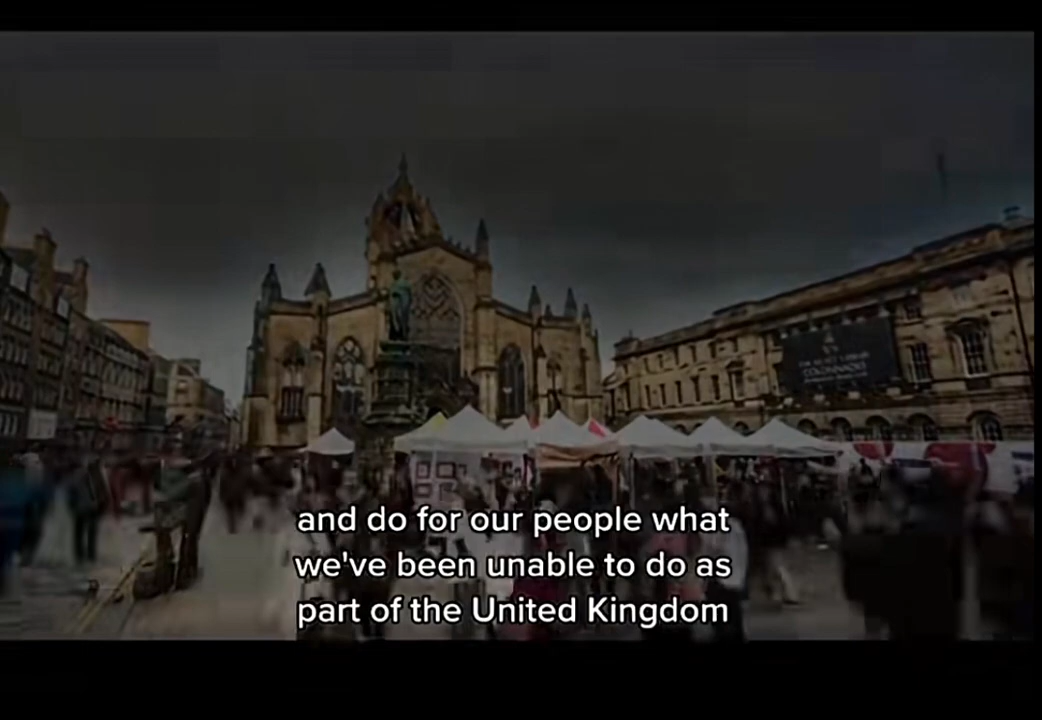 and do for our people what
we've been unable to do as
part of the United Kingdom